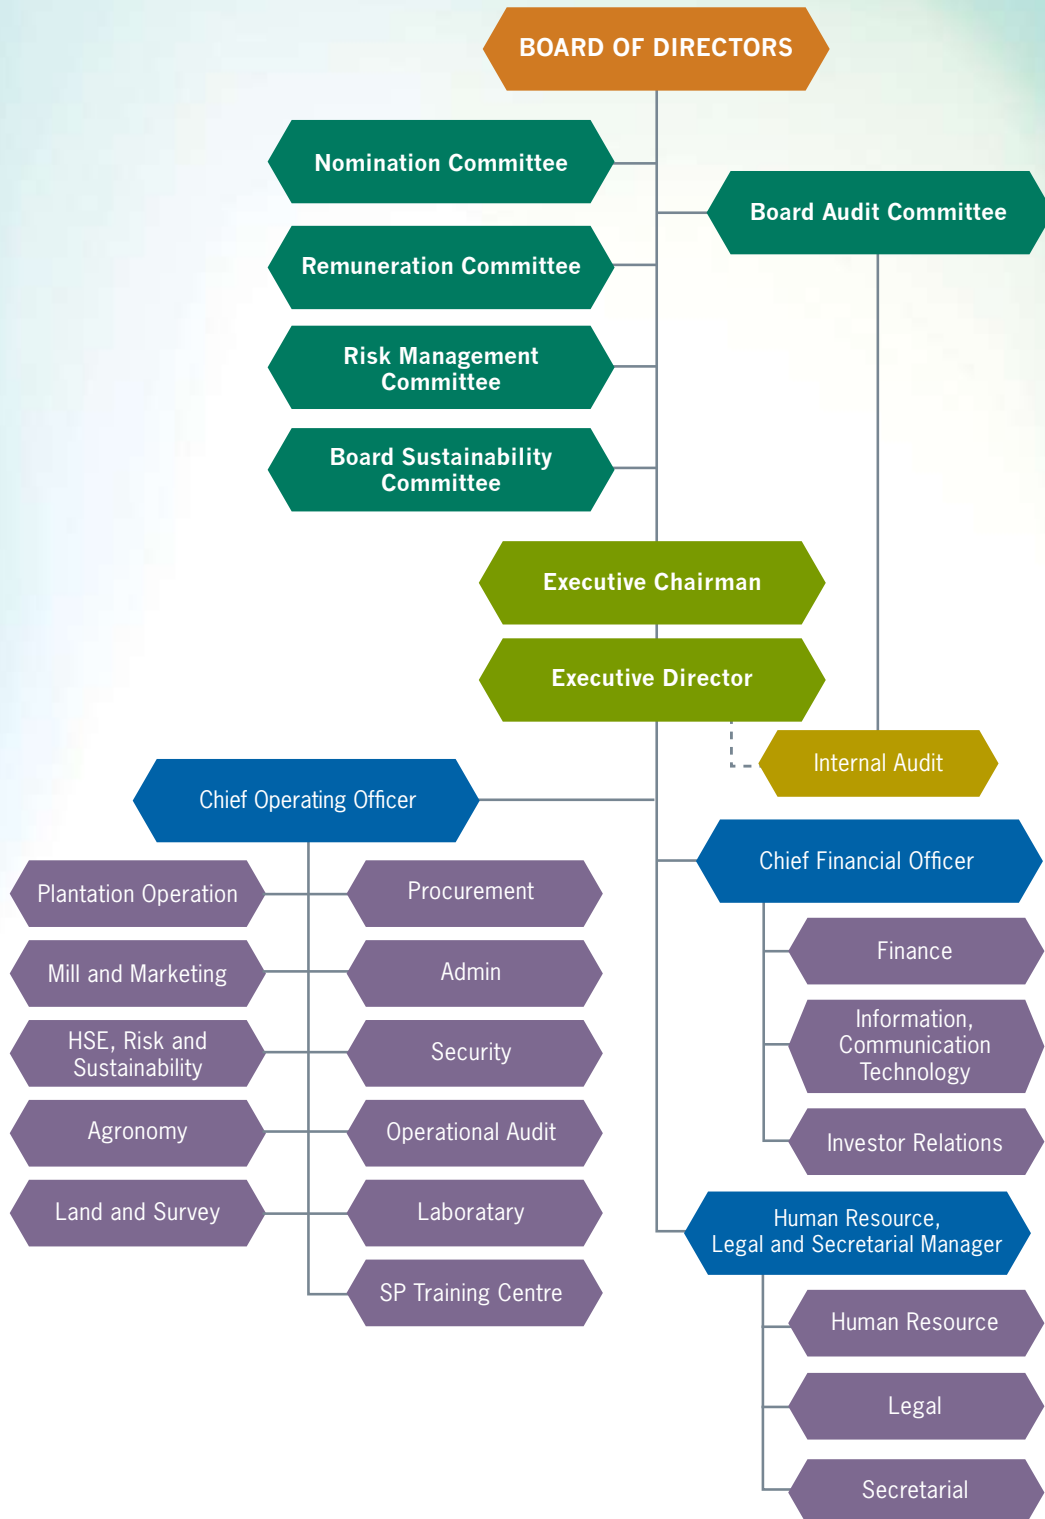 BOARD OF DIRECTORS
Nomination Committee
Board Audit Committee
Remuneration Committee
Risk Management
Committee
Board Sustainability
Committee
Executive Chairman
Executive Director
Internal Audit
Chief Operating Officer
Plantation Operation
Procurement
Mill and Marketing
Admin
HSE, Risk and
Sustainability
Security
Agronomy
Operational Audit
Land and Survey
Laboratary
SP Training Centre
Chief Financial Officer
Finance
Information,
Communication
Technology
Investor Relations
Human Resource,
Legal and Secretarial Manager
Human Resource
Legal
Secretarial